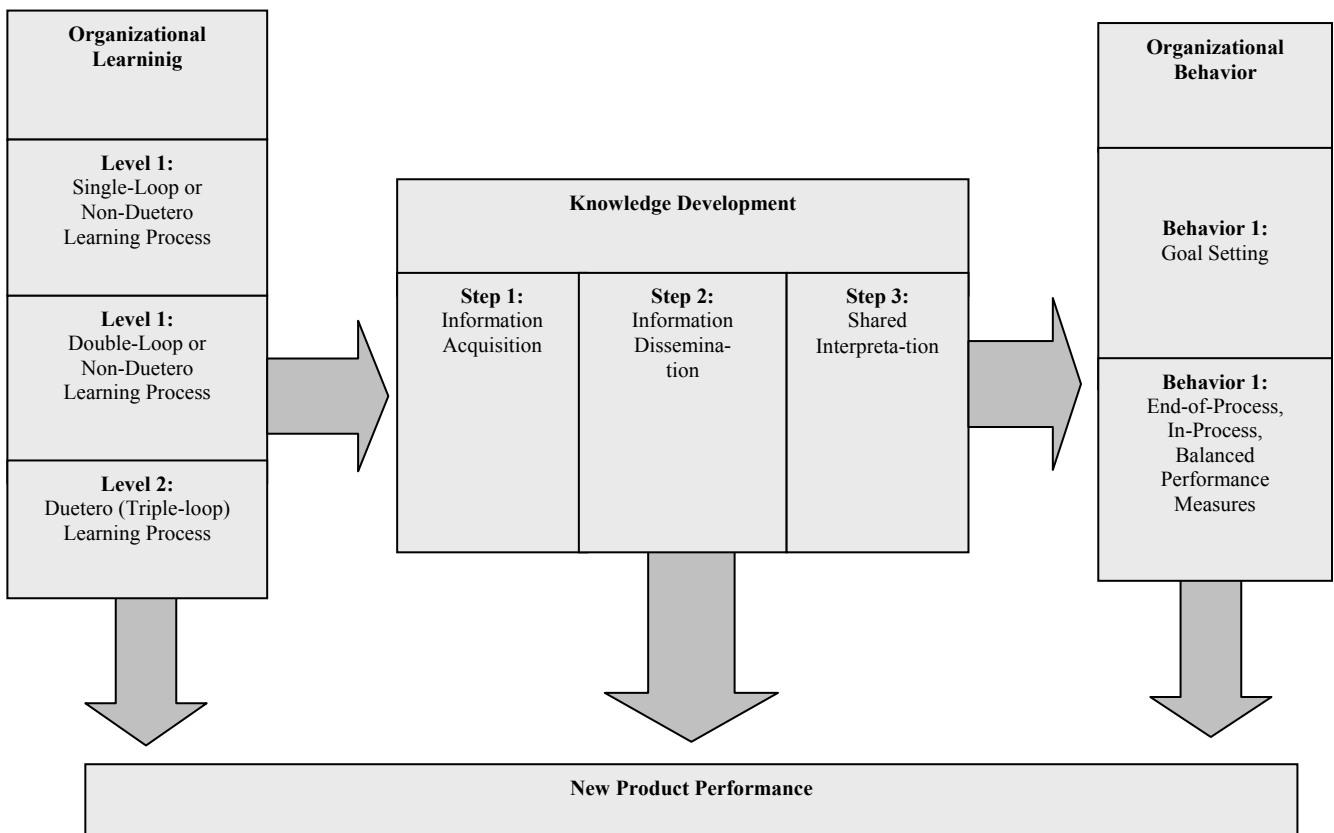 Organizational
Learninig
Level 1:
Single-Loop or
Non-Duetero
Learning Process
Level 1:
Double-Loop or
Non-Duetero
Learning Process
Level 2:
Duetero (Triple-loop)
Learning Process
Knowledge Development
Step 1:
Information
Acquisition
Step 2:
Information
Dissemina-
tion
Step 3:
Shared
Interpreta-tion
Organizational
Behavior
Behavior 1:
Goal Setting
Behavior 1:
End-of-Process,
In-Process,
Balanced
Performance
Measures
New Product Performance